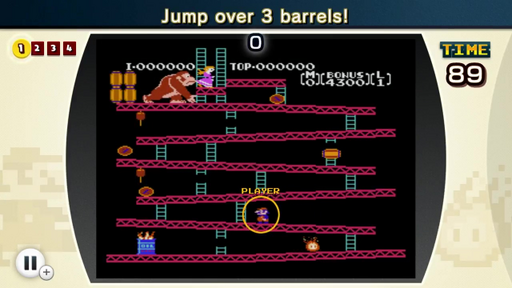 Jump over 3 barrels!
1 2 3 4
0
TIME
89
I-000000 TOP-000000
M BONUS L
0 4300 1
PLAYER
OIL